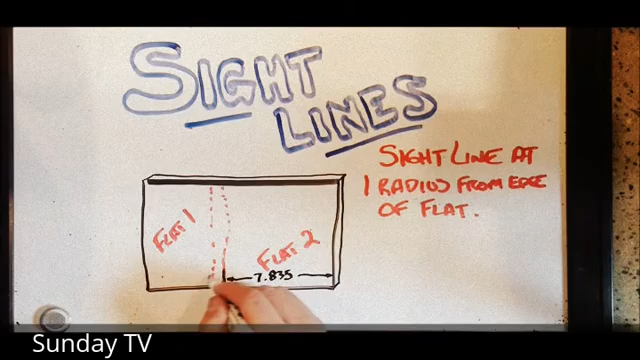 SIGHT
LINES
SIGHT LINE AT
1 RADIUS FROM EDGE
OF FLAT.
FLAT 1
FLAT 2
7.835
Sunday TV